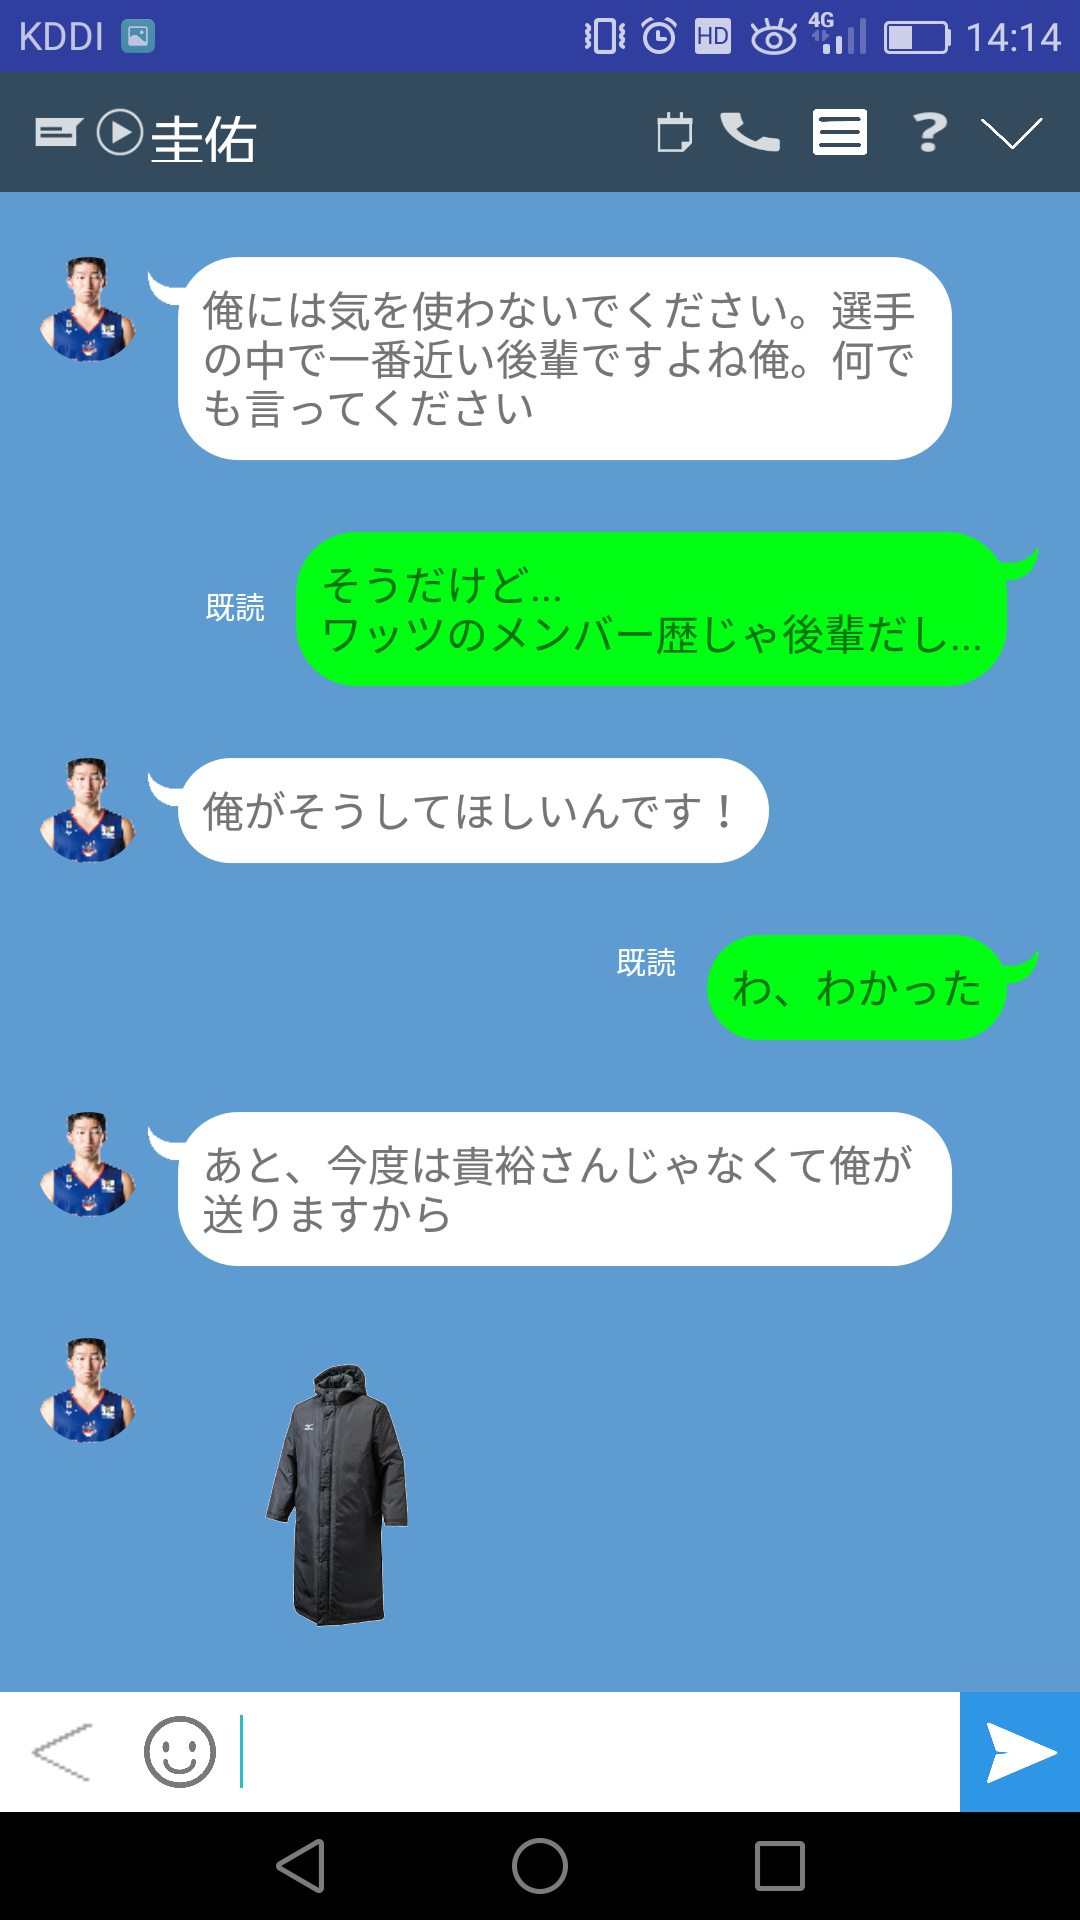 KDDI HD 4G 14:14
圭佑
俺には気を使わないでください。選手
の中で一番近い後輩ですよね俺。何で
も言ってください
そうだけど...
既読
ワッツのメンバー歴じゃ後輩だし...
俺がそうしてほしいんです！
既読
わ、わかった
あと、今度は貴裕さんじゃなくて俺が
送りますから